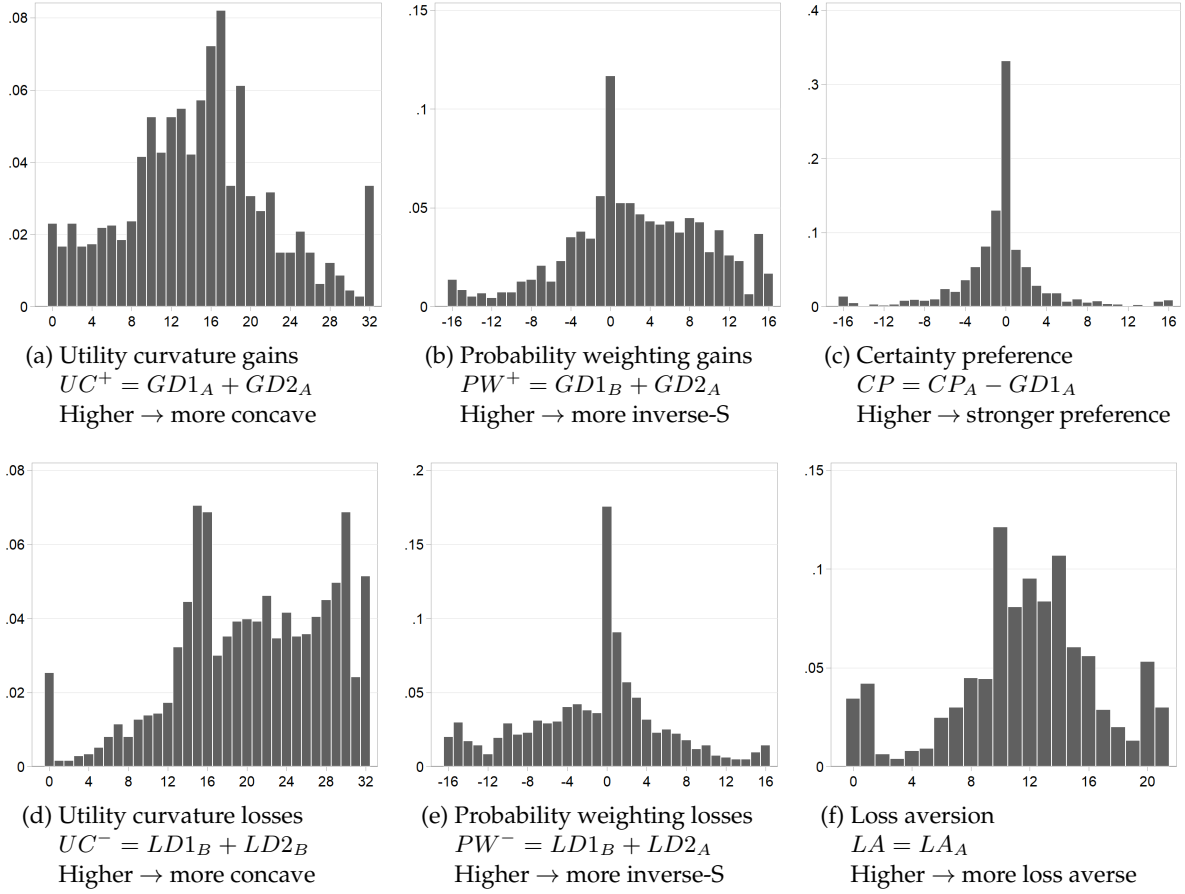 .08
.06
.04
.02
0
0 4 8 12 16 20 24 28 32
(a) Utility curvature gains
UC⁺ = GD1_A + GD2_A
Higher → more concave
.15
.1
.05
0
-16 -12 -8 -4 0 4 8 12 16
(b) Probability weighting gains
PW⁺ = GD1_B + GD2_A
Higher → more inverse-S
.4
.3
.2
.1
0
-16 -12 -8 -4 0 4 8 12 16
(c) Certainty preference
CP = CP_A − GD1_A
Higher → stronger preference
.08
.06
.04
.02
0
0 4 8 12 16 20 24 28 32
(d) Utility curvature losses
UC⁻ = LD1_B + LD2_B
Higher → more concave
.2
.15
.1
.05
0
-16 -12 -8 -4 0 4 8 12 16
(e) Probability weighting losses
PW⁻ = LD1_B + LD2_A
Higher → more inverse-S
.15
.1
.05
0
0 4 8 12 16 20
(f) Loss aversion
LA = LA_A
Higher → more loss averse